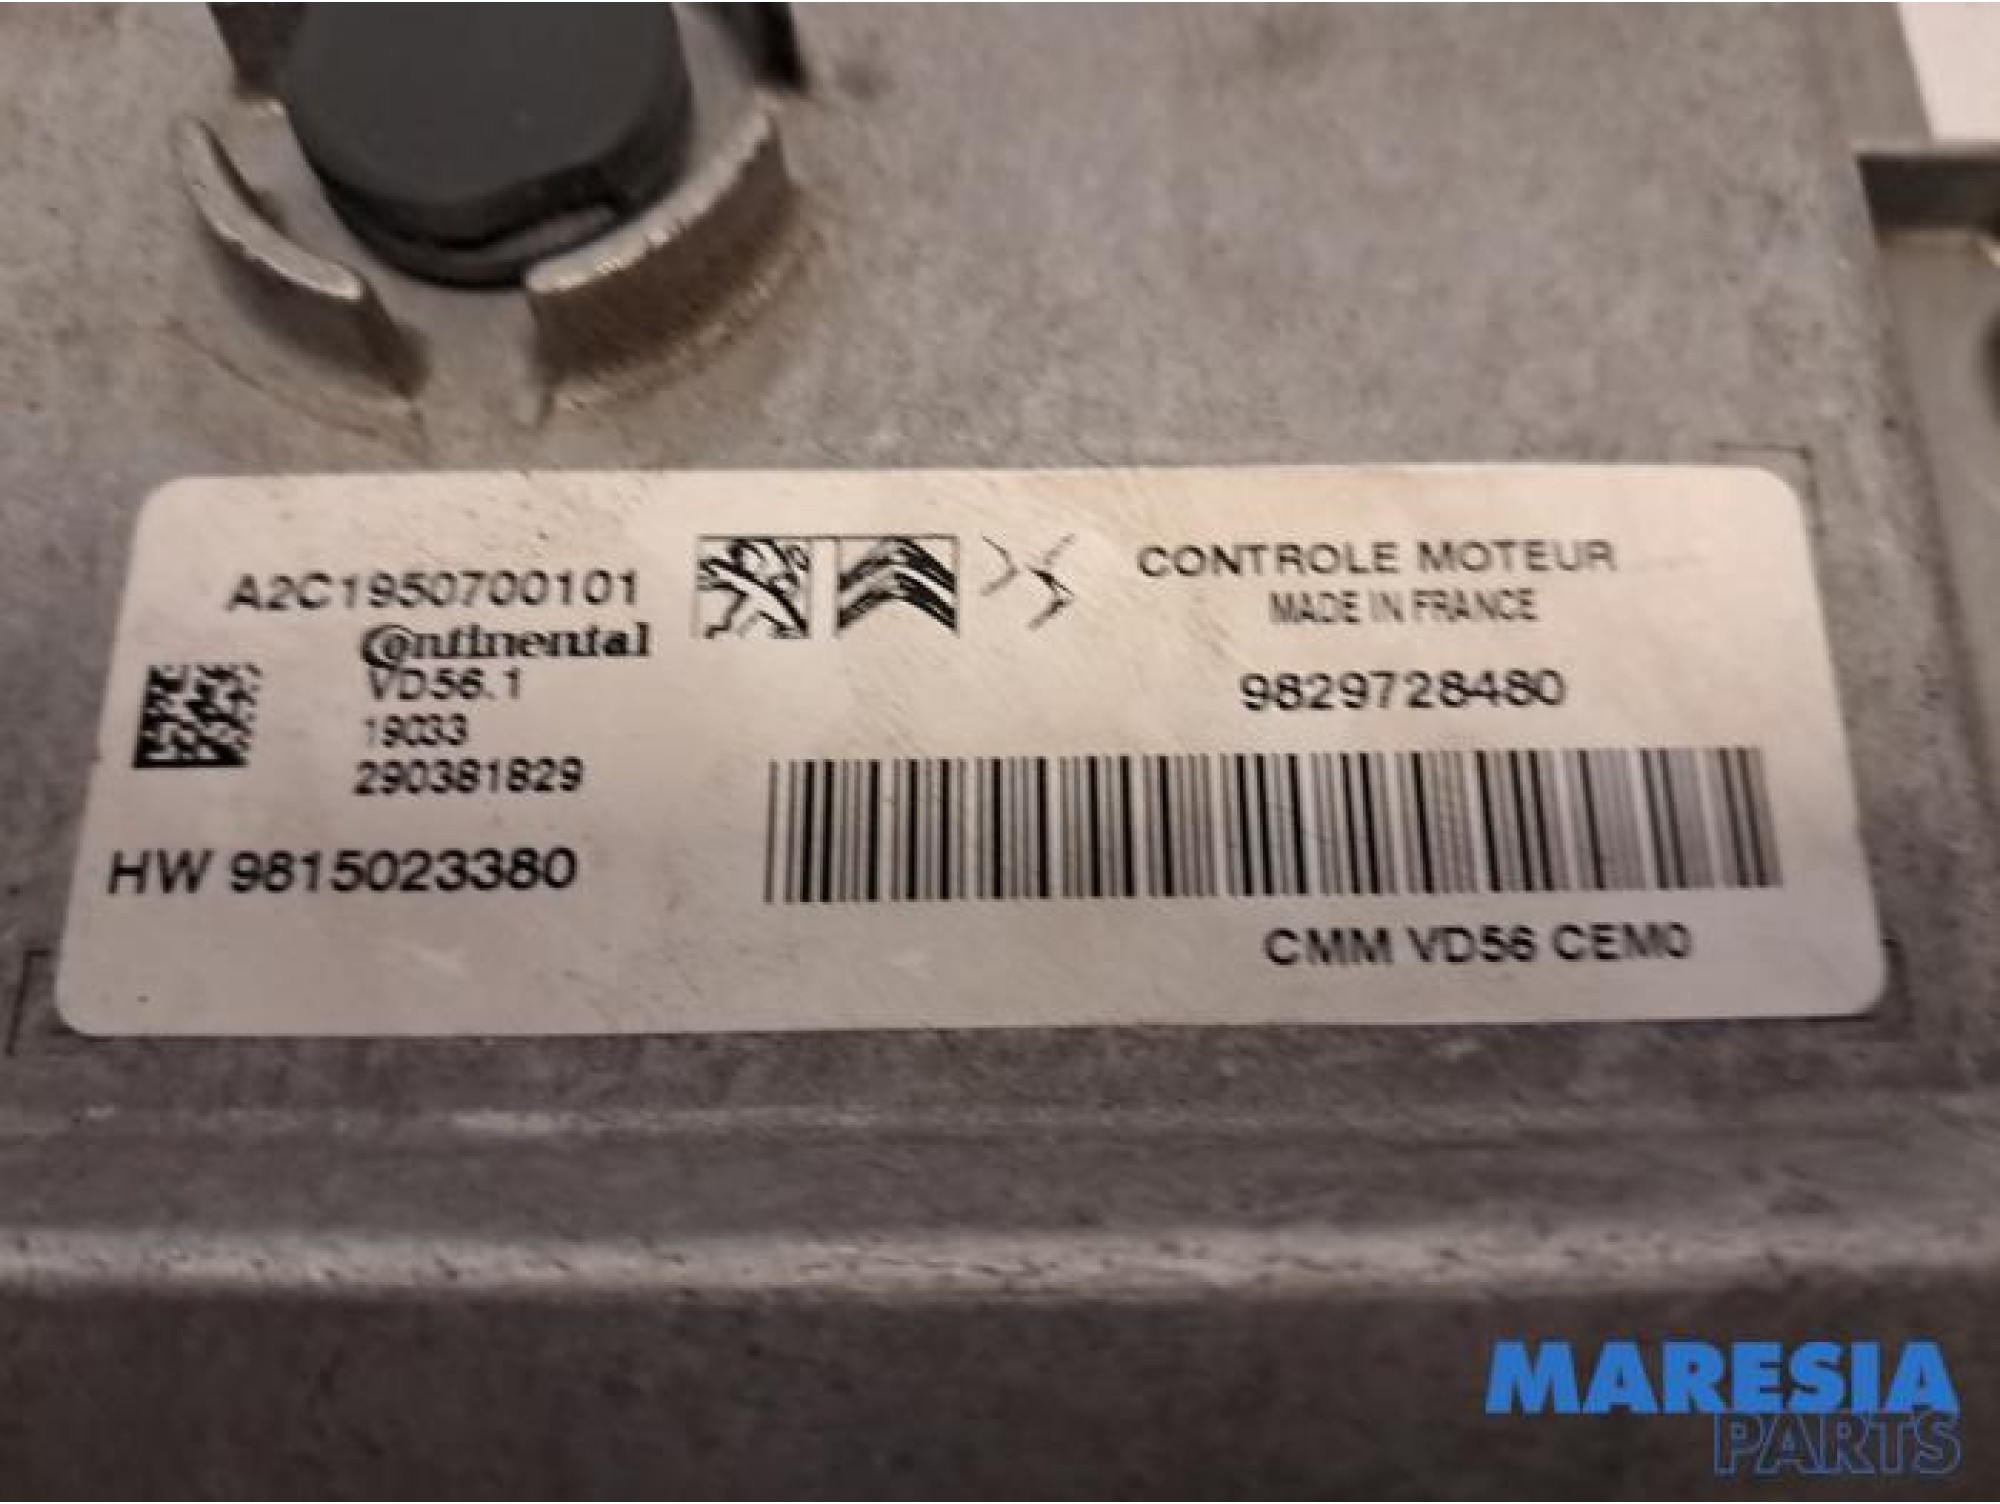 A2C1950700101
Continental
VD56.1
19033
290381829
HW 9815023380
CONTROLE MOTEUR
MADE IN FRANCE
9829728480
CMM VD56 CEM0
MARESIA
PARTS